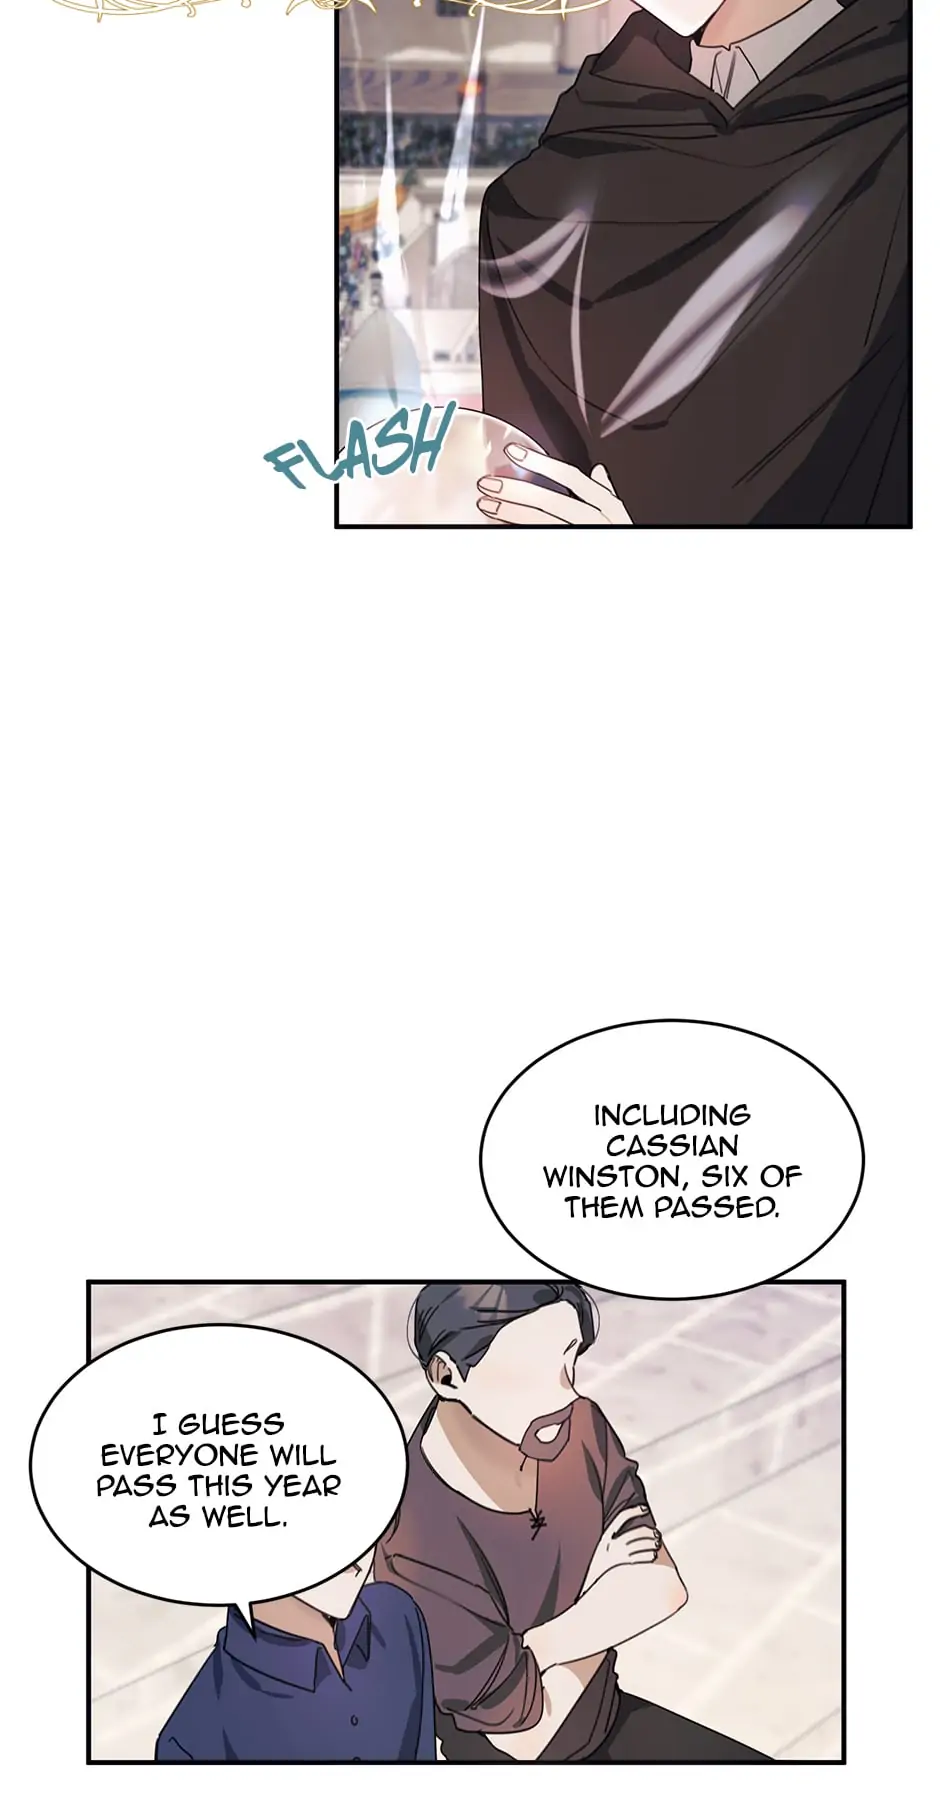 FLASH
INCLUDING
CASSIAN
WINSTON, SIX OF
THEM PASSED.
I GUESS
EVERYONE WILL
PASS THIS YEAR
AS WELL.